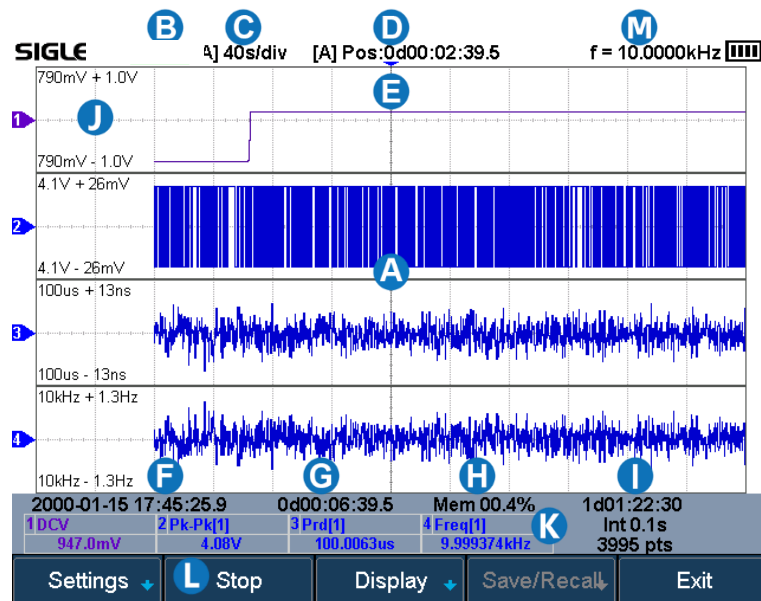 B C D M
SIGLE A] 40s/div [A] Pos:0d00:02:39.5 f = 10.0000kHz
790mV + 1.0V
E
1 J
790mV - 1.0V
4.1V + 26mV
2
4.1V - 26mV
A
100us + 13ns
3
100us - 13ns
10kHz + 1.3Hz
4
10kHz - 1.3Hz
F G H I
2000-01-15 17:45:25.9 0d00:06:39.5 Mem 00.4% 1d01:22:30
1 DCV 2 Pk-Pk[1] 3 Prd[1] 4 Freq[1] K Int 0.1s
947.0mV 4.08V 100.0063us 9.999374kHz 3995 pts
Settings L Stop Display Save/Recall Exit